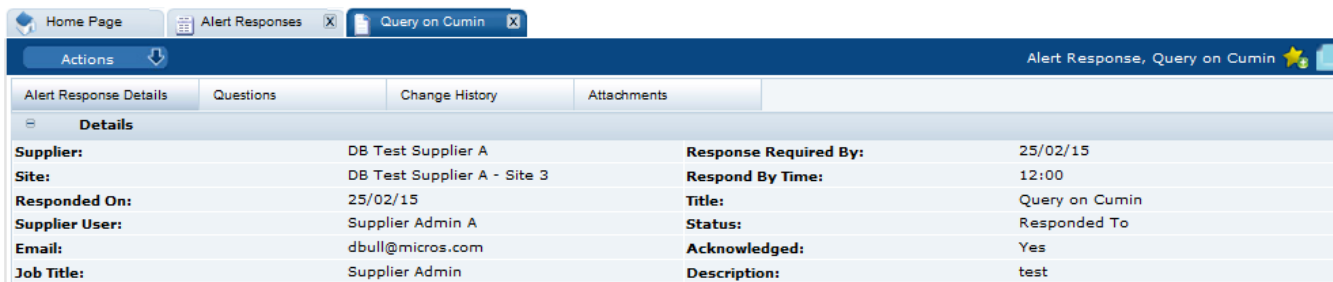 Home Page Alert Responses X Query on Cumin X
Actions Alert Response, Query on Cumin
Alert Response Details Questions Change History Attachments
Details
Supplier: DB Test Supplier A Response Required By: 25/02/15
Site: DB Test Supplier A - Site 3 Respond By Time: 12:00
Responded On: 25/02/15 Title: Query on Cumin
Supplier User: Supplier Admin A Status: Responded To
Email: dbull@micros.com Acknowledged: Yes
Job Title: Supplier Admin Description: test